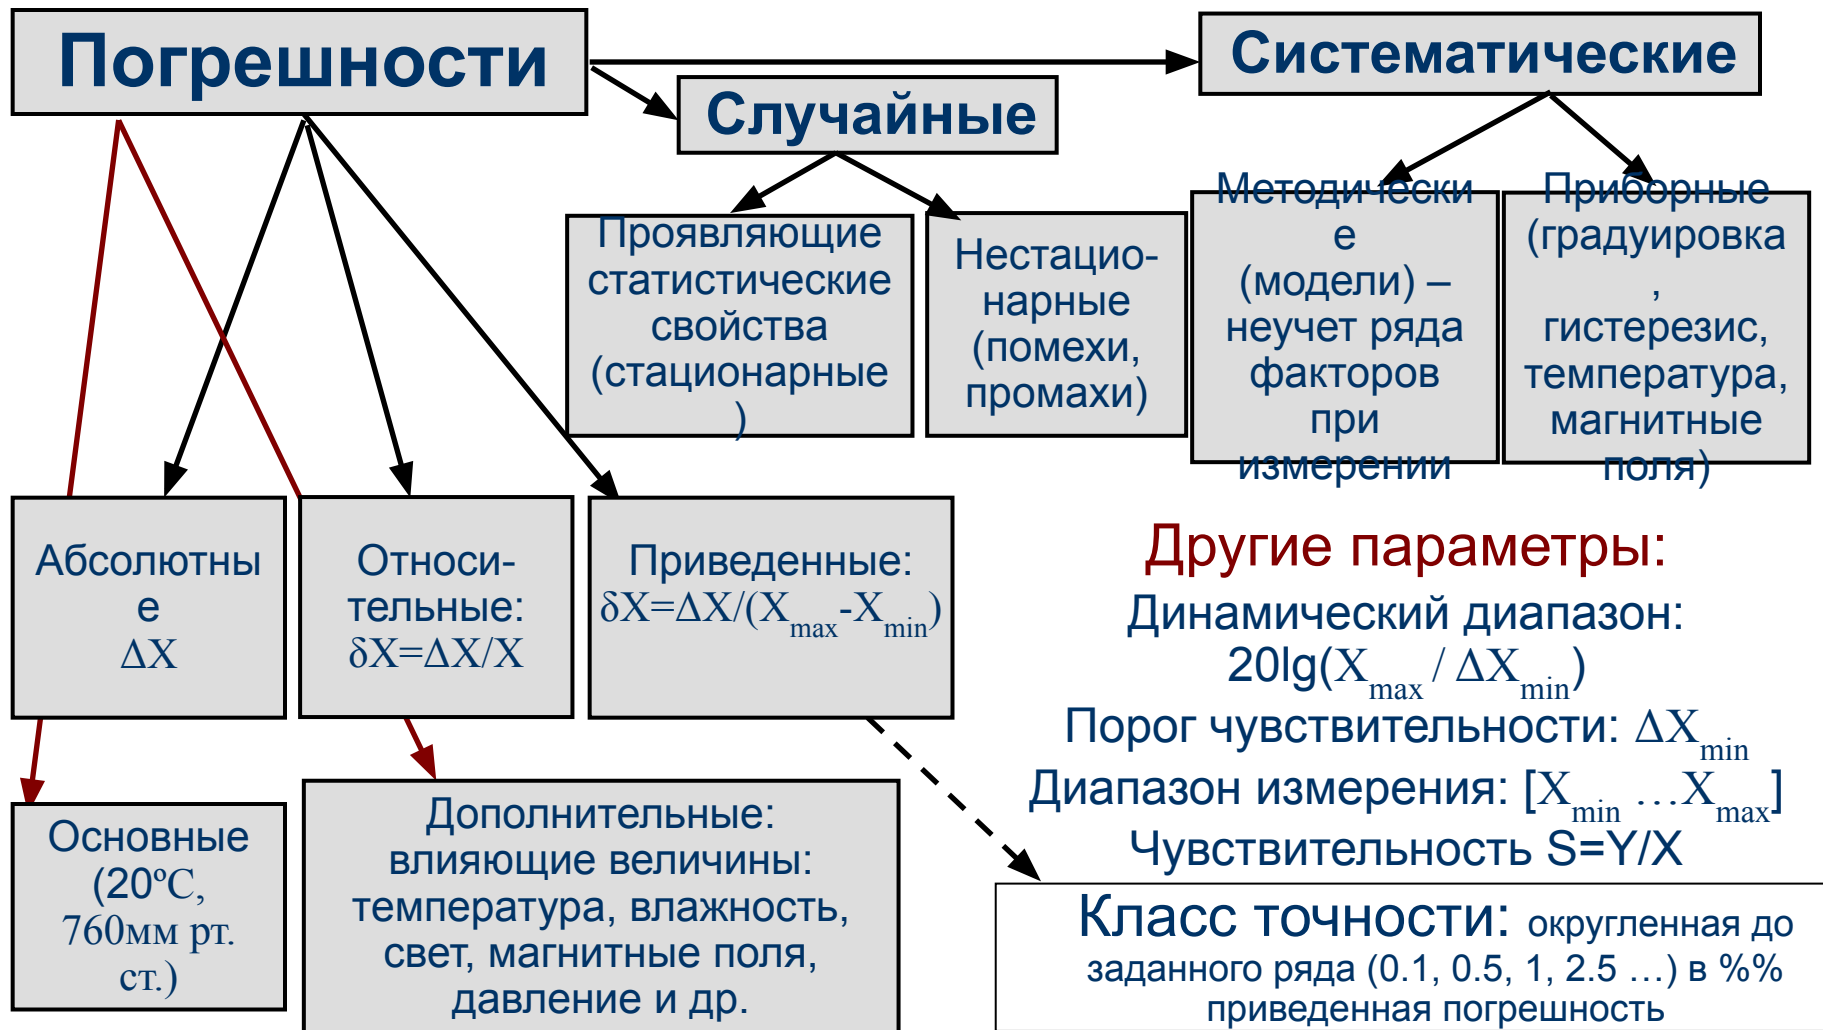 Погрешности
Систематические
Случайные
Проявляющие
статистические
свойства
(стационарные
)
Нестацио-
нарные
(помехи,
промахи)
Методически
е
(модели) –
неучет ряда
факторов
при
измерении
Приборные
(градуировка
,
гистерезис,
температура,
магнитные
поля)
Абсолютны
е
ΔX
Относи-
тельные:
δX=ΔX/X
Приведенные:
δX=ΔX/(Xmax-Xmin)
Другие параметры:
Динамический диапазон:
20lg(Xmax / ΔXmin)
Порог чувствительности: ΔXmin
Диапазон измерения: [Xmin …Xmax]
Чувствительность S=Y/X
Основные
(20ºC,
760мм рт.
ст.)
Дополнительные:
влияющие величины:
температура, влажность,
свет, магнитные поля,
давление и др.
Класс точности: округленная до
заданного ряда (0.1, 0.5, 1, 2.5 …) в %%
приведенная погрешность